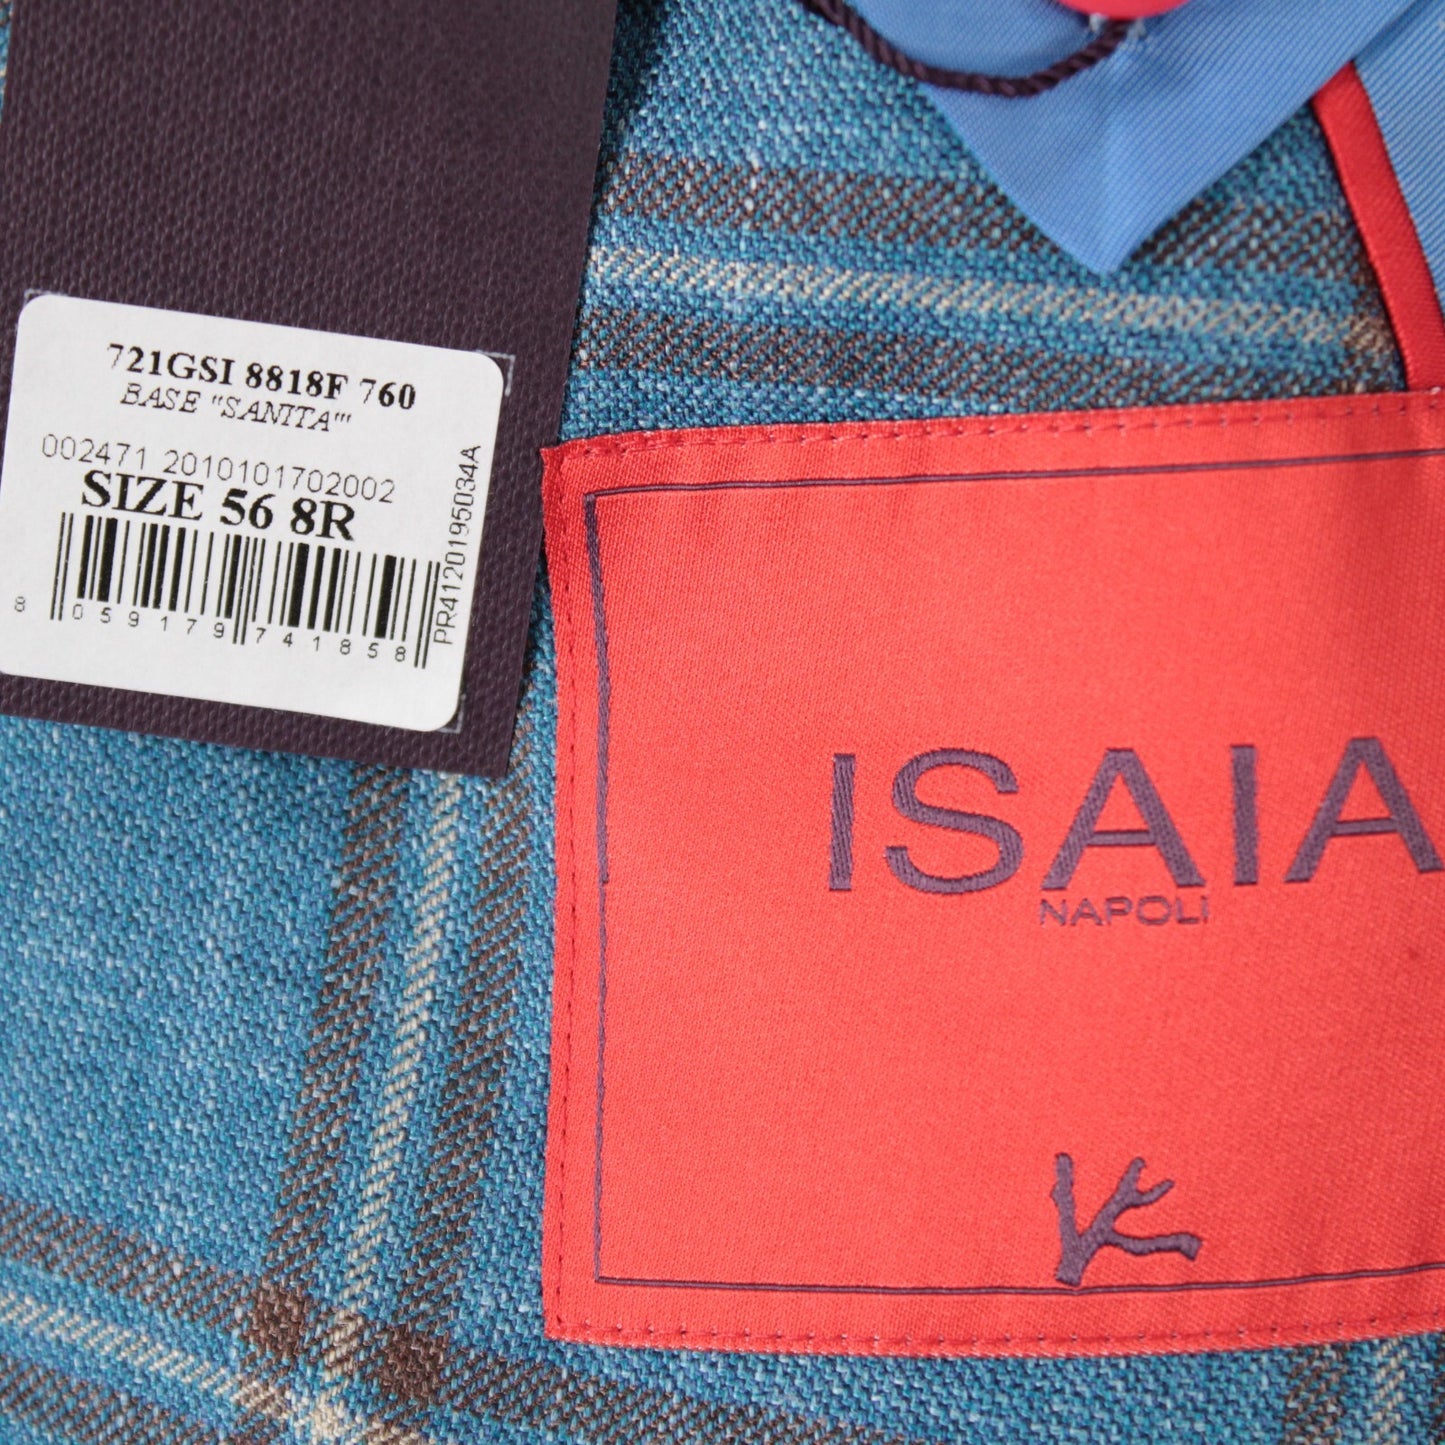 721GSI 8818F 760
BASE "SANITA'"
002471 2010101702002
SIZE 56 8R
PR4120195034A
8 059179 741858
ISAIA
NAPOLI